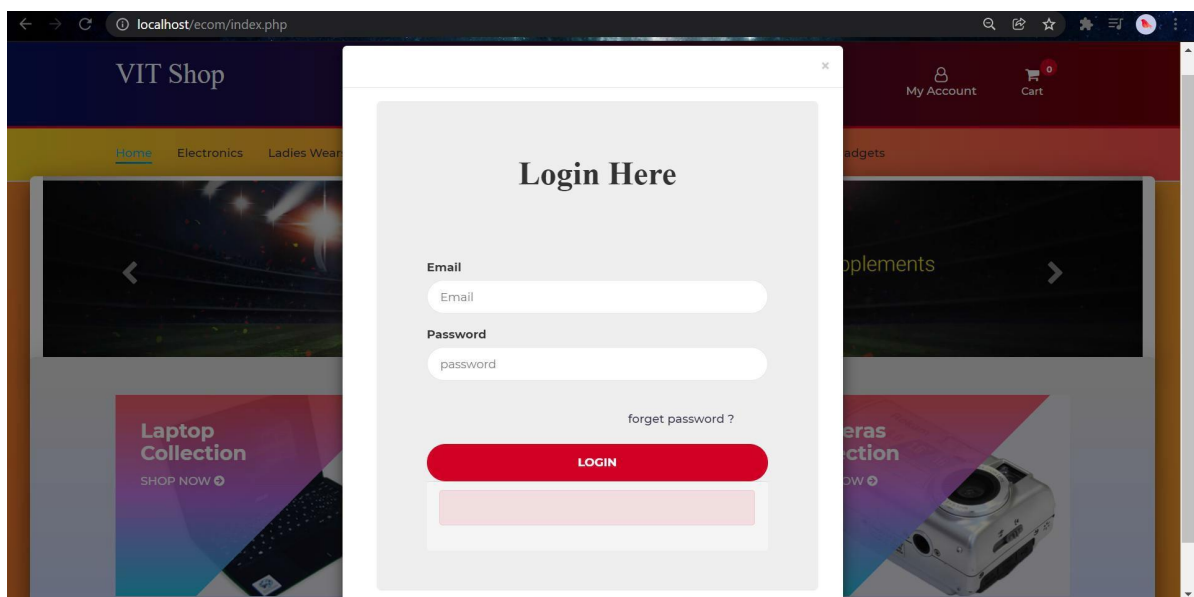 localhost/ecom/index.php
VIT Shop
×
My Account
0
Cart
Home Electronics Ladies Wear
adgets
Login Here
pplements
Email
Email
Password
password
forget password ?
LOGIN
Laptop
Collection
SHOP NOW
eras
ction
OW